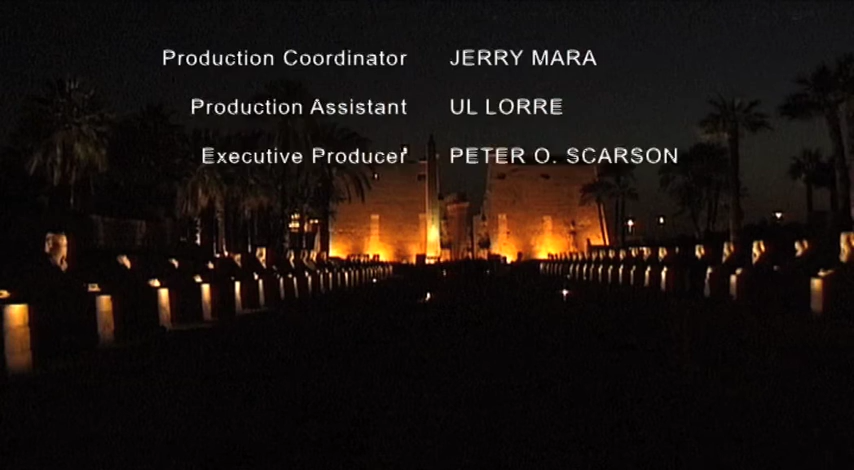 Production Coordinator JERRY MARA
Production Assistant UL LORRE
Executive Producer PETER O. SCARSON